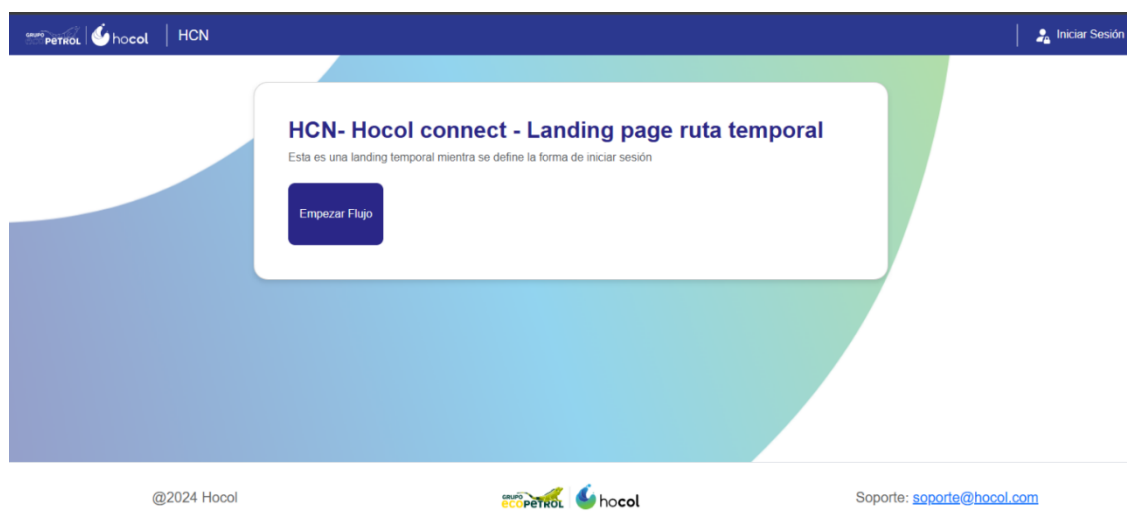 GRUPO
ecopetrol
hocol
HCN
Iniciar Sesión
HCN- Hocol connect - Landing page ruta temporal
Esta es una landing temporal mientra se define la forma de iniciar sesión
Empezar Flujo
@2024 Hocol
GRUPO
ecopetrol
hocol
Soporte: soporte@hocol.com